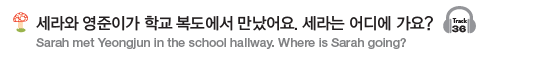 세라와 영준이가 학교 복도에서 만났어요. 세라는 어디에 가요? Track 36
Sarah met Yeongjun in the school hallway. Where is Sarah going?